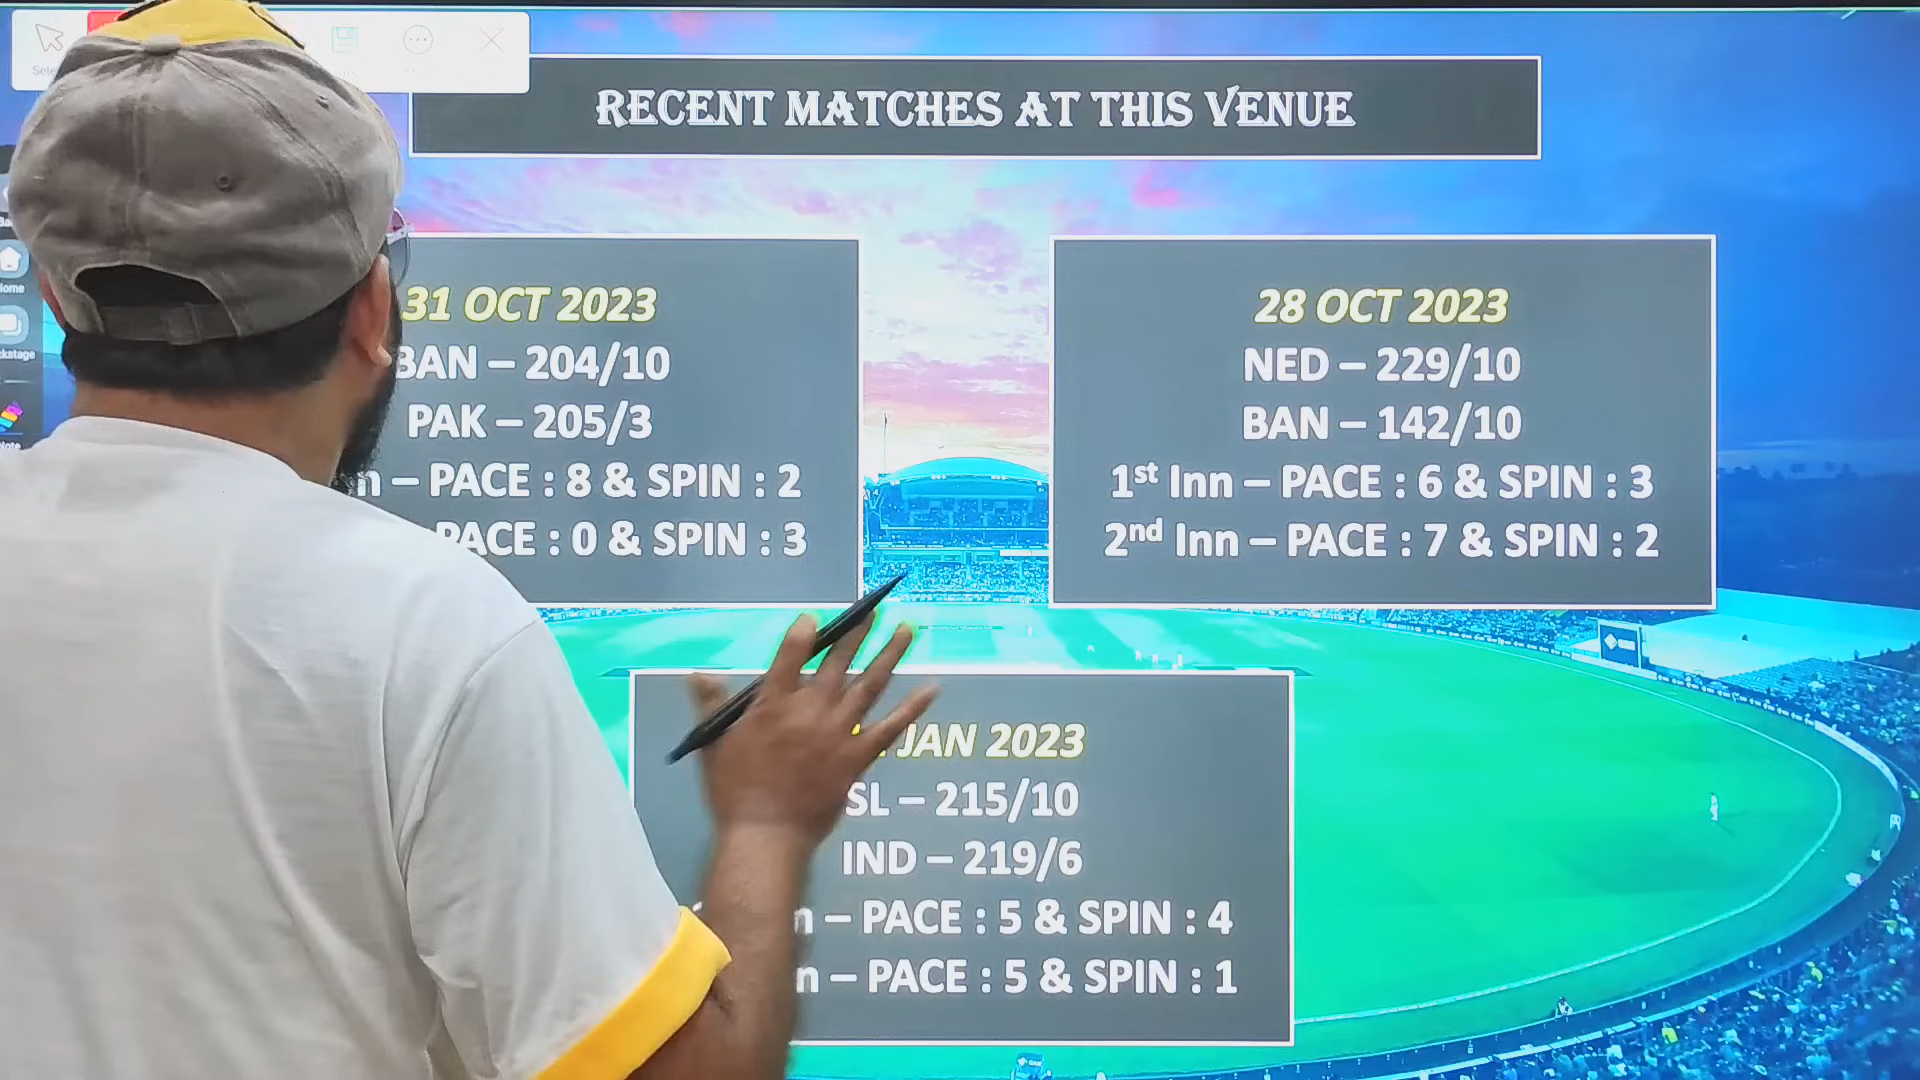 RECENT MATCHES AT THIS VENUE
31 OCT 2023
BAN – 204/10
PAK – 205/3
– PACE : 8 & SPIN : 2
PACE : 0 & SPIN : 3
28 OCT 2023
NED – 229/10
BAN – 142/10
1st Inn – PACE : 6 & SPIN : 3
2nd Inn – PACE : 7 & SPIN : 2
JAN 2023
SL – 215/10
IND – 219/6
– PACE : 5 & SPIN : 4
– PACE : 5 & SPIN : 1